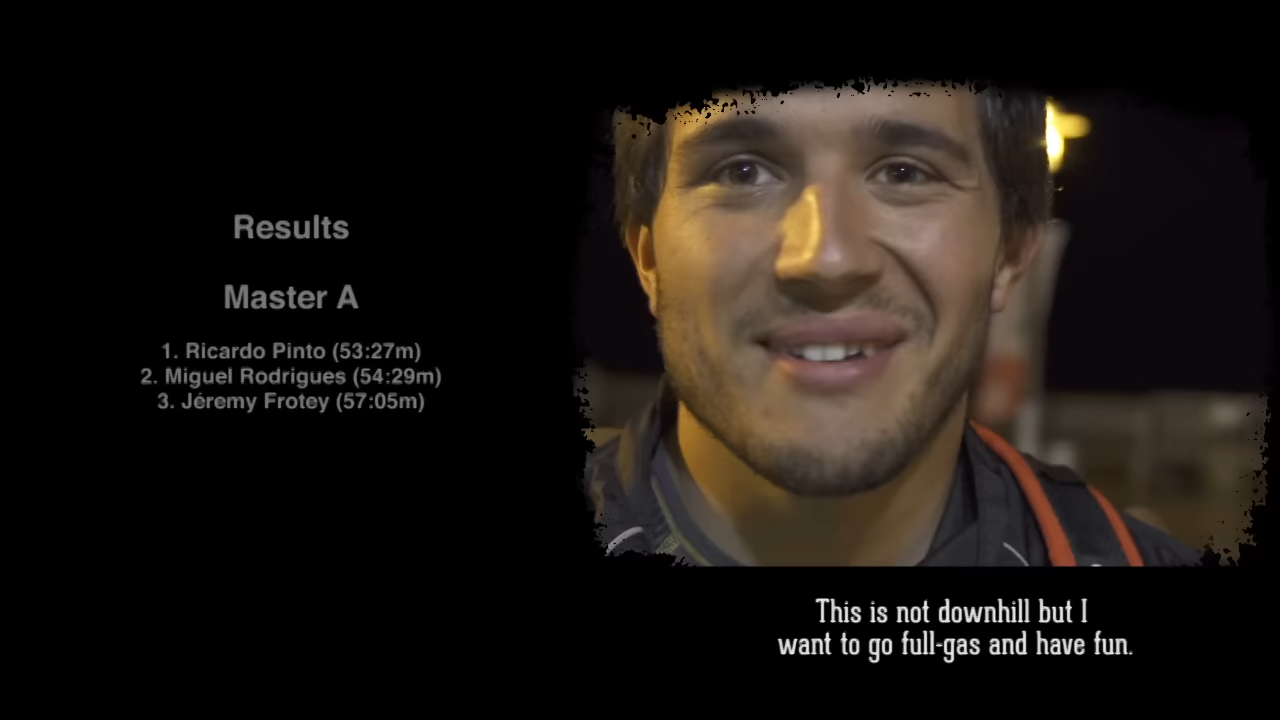 Results
Master A
1. Ricardo Pinto (53:27m)
2. Miguel Rodrigues (54:29m)
3. Jéremy Frotey (57:05m)
This is not downhill but I
want to go full-gas and have fun.